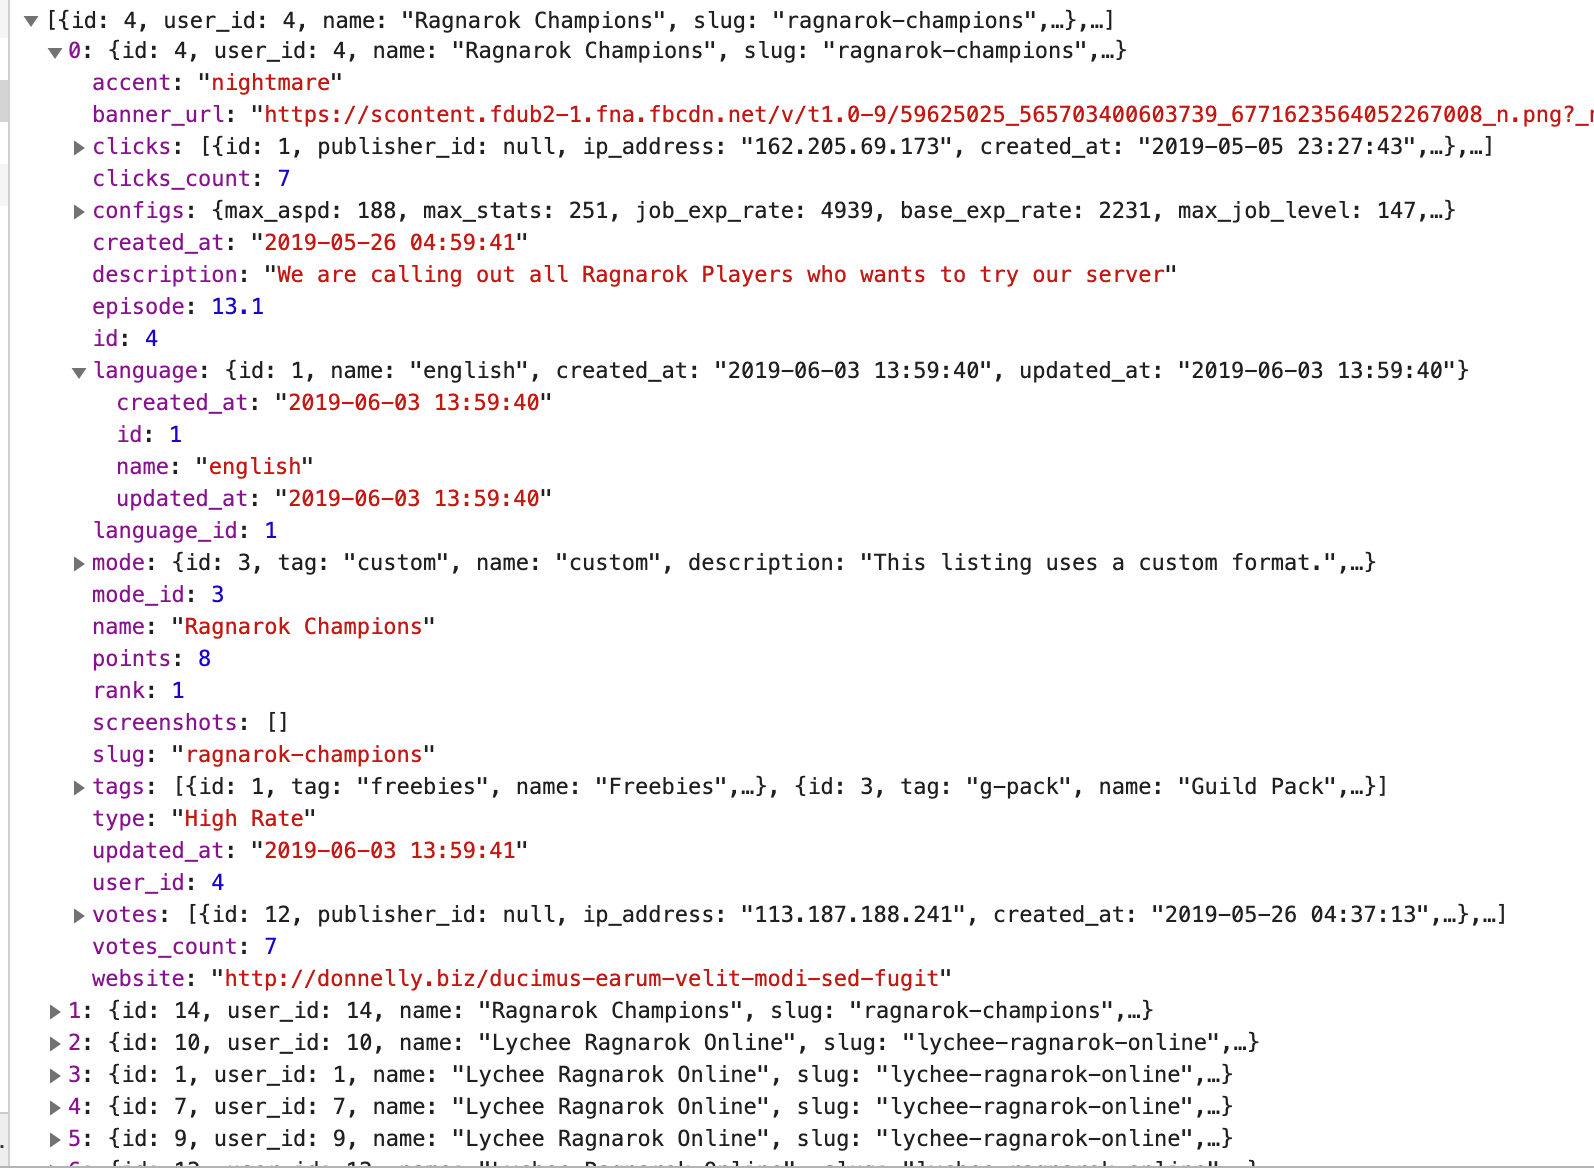 [{id: 4, user_id: 4, name: "Ragnarok Champions", slug: "ragnarok-champions",…},…]
0: {id: 4, user_id: 4, name: "Ragnarok Champions", slug: "ragnarok-champions",…}
accent: "nightmare"
banner_url: "https://scontent.fdub2-1.fna.fbcdn.net/v/t1.0-9/59625025_565703400603739_6771623564052267008_n.png?_n
clicks: [{id: 1, publisher_id: null, ip_address: "162.205.69.173", created_at: "2019-05-05 23:27:43",…},…]
clicks_count: 7
configs: {max_aspd: 188, max_stats: 251, job_exp_rate: 4939, base_exp_rate: 2231, max_job_level: 147,…}
created_at: "2019-05-26 04:59:41"
description: "We are calling out all Ragnarok Players who wants to try our server"
episode: 13.1
id: 4
language: {id: 1, name: "english", created_at: "2019-06-03 13:59:40", updated_at: "2019-06-03 13:59:40"}
created_at: "2019-06-03 13:59:40"
id: 1
name: "english"
updated_at: "2019-06-03 13:59:40"
language_id: 1
mode: {id: 3, tag: "custom", name: "custom", description: "This listing uses a custom format.",…}
mode_id: 3
name: "Ragnarok Champions"
points: 8
rank: 1
screenshots: []
slug: "ragnarok-champions"
tags: [{id: 1, tag: "freebies", name: "Freebies",…}, {id: 3, tag: "g-pack", name: "Guild Pack",…}]
type: "High Rate"
updated_at: "2019-06-03 13:59:41"
user_id: 4
votes: [{id: 12, publisher_id: null, ip_address: "113.187.188.241", created_at: "2019-05-26 04:37:13",…},…]
votes_count: 7
website: "http://donnelly.biz/ducimus-earum-velit-modi-sed-fugit"
1: {id: 14, user_id: 14, name: "Ragnarok Champions", slug: "ragnarok-champions",…}
2: {id: 10, user_id: 10, name: "Lychee Ragnarok Online", slug: "lychee-ragnarok-online",…}
3: {id: 1, user_id: 1, name: "Lychee Ragnarok Online", slug: "lychee-ragnarok-online",…}
4: {id: 7, user_id: 7, name: "Lychee Ragnarok Online", slug: "lychee-ragnarok-online",…}
5: {id: 9, user_id: 9, name: "Lychee Ragnarok Online", slug: "lychee-ragnarok-online",…}